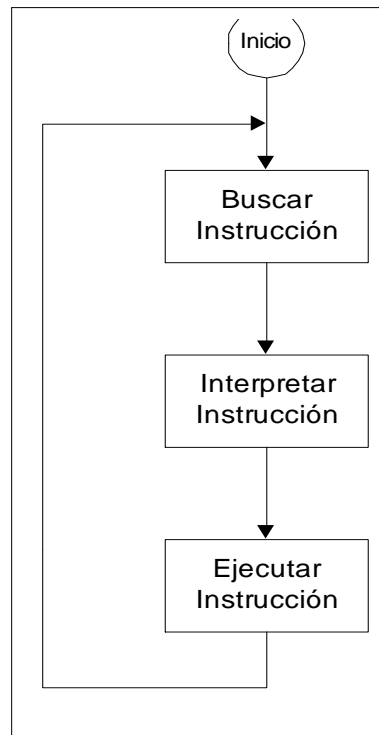 Inicio
Buscar
Instrucción
Interpretar
Instrucción
Ejecutar
Instrucción